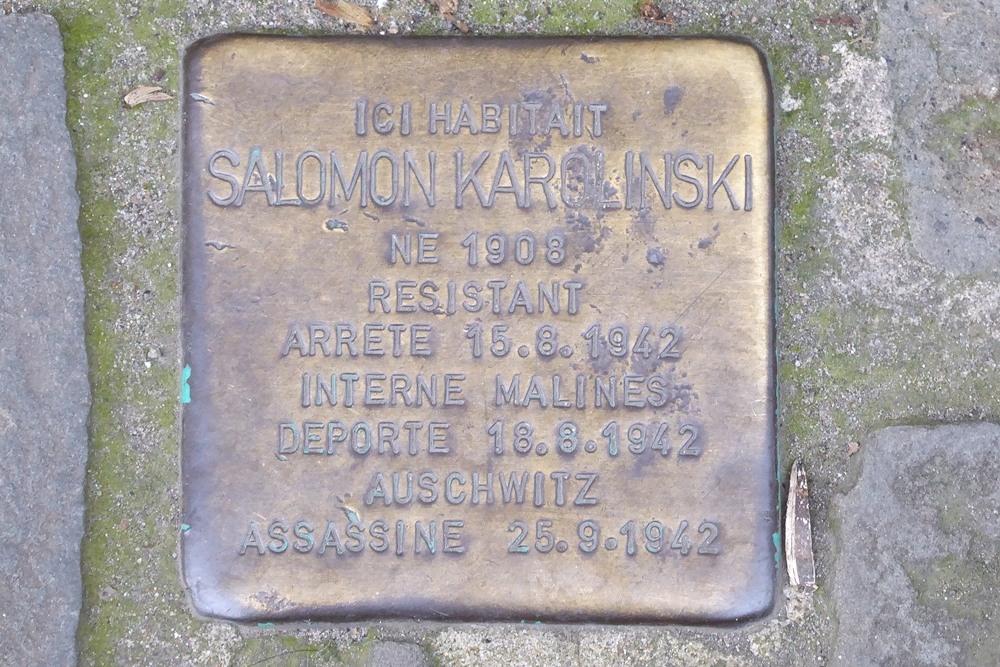 ICI HABITAIT
SALOMON KAROLINSKI
NE 1908
RESISTANT
ARRETE 15.8.1942
INTERNE MALINES
DEPORTE 18.8.1942
AUSCHWITZ
ASSASSINE 25.9.1942